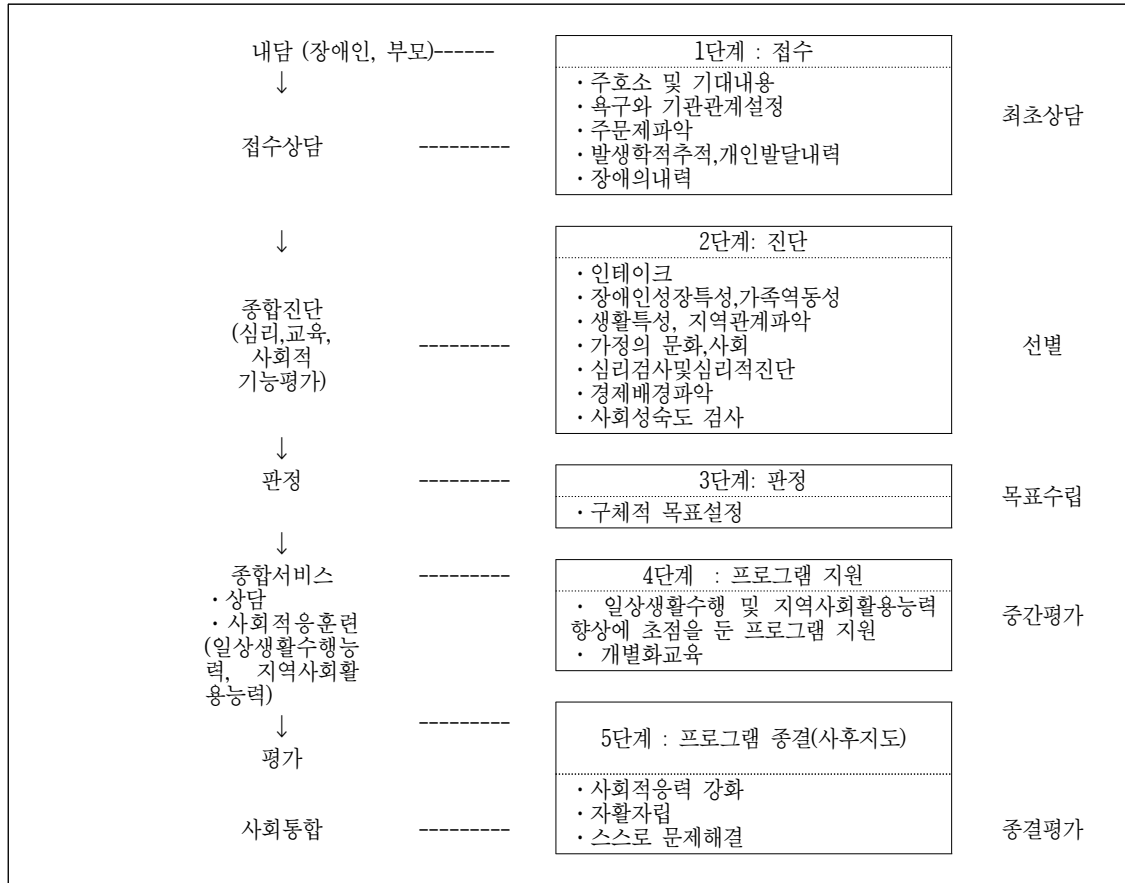 내담 (장애인, 부모)------
1단계 : 접수
↓
・주호소 및 기대내용
・욕구와 기관관계설정
최초상담
접수상담 ---------
・주문제파악
・발생학적추적,개인발달내력
・장애의내력
↓
2단계: 진단
・인테이크
・장애인성장특성,가족역동성
종합진단
(심리,교육,
사회적
기능평가)
---------
・생활특성, 지역관계파악
・가정의 문화,사회
・심리검사및심리적진단
・경제배경파악
・사회성숙도 검사
선별
↓
판정 ---------
3단계: 판정
・구체적 목표설정
목표수립
↓
종합서비스 ---------
・상담
・사회적응훈련
(일상생활수행능
력, 지역사회활
용능력)
4단계 : 프로그램 지원
・ 일상생활수행 및 지역사회활용능력
향상에 초점을 둔 프로그램 지원
・ 개별화교육
중간평가
↓ ---------
평가
5단계 : 프로그램 종결(사후지도)
・사회적응력 강화
・자활자립
・스스로 문제해결
사회통합 ---------
종결평가